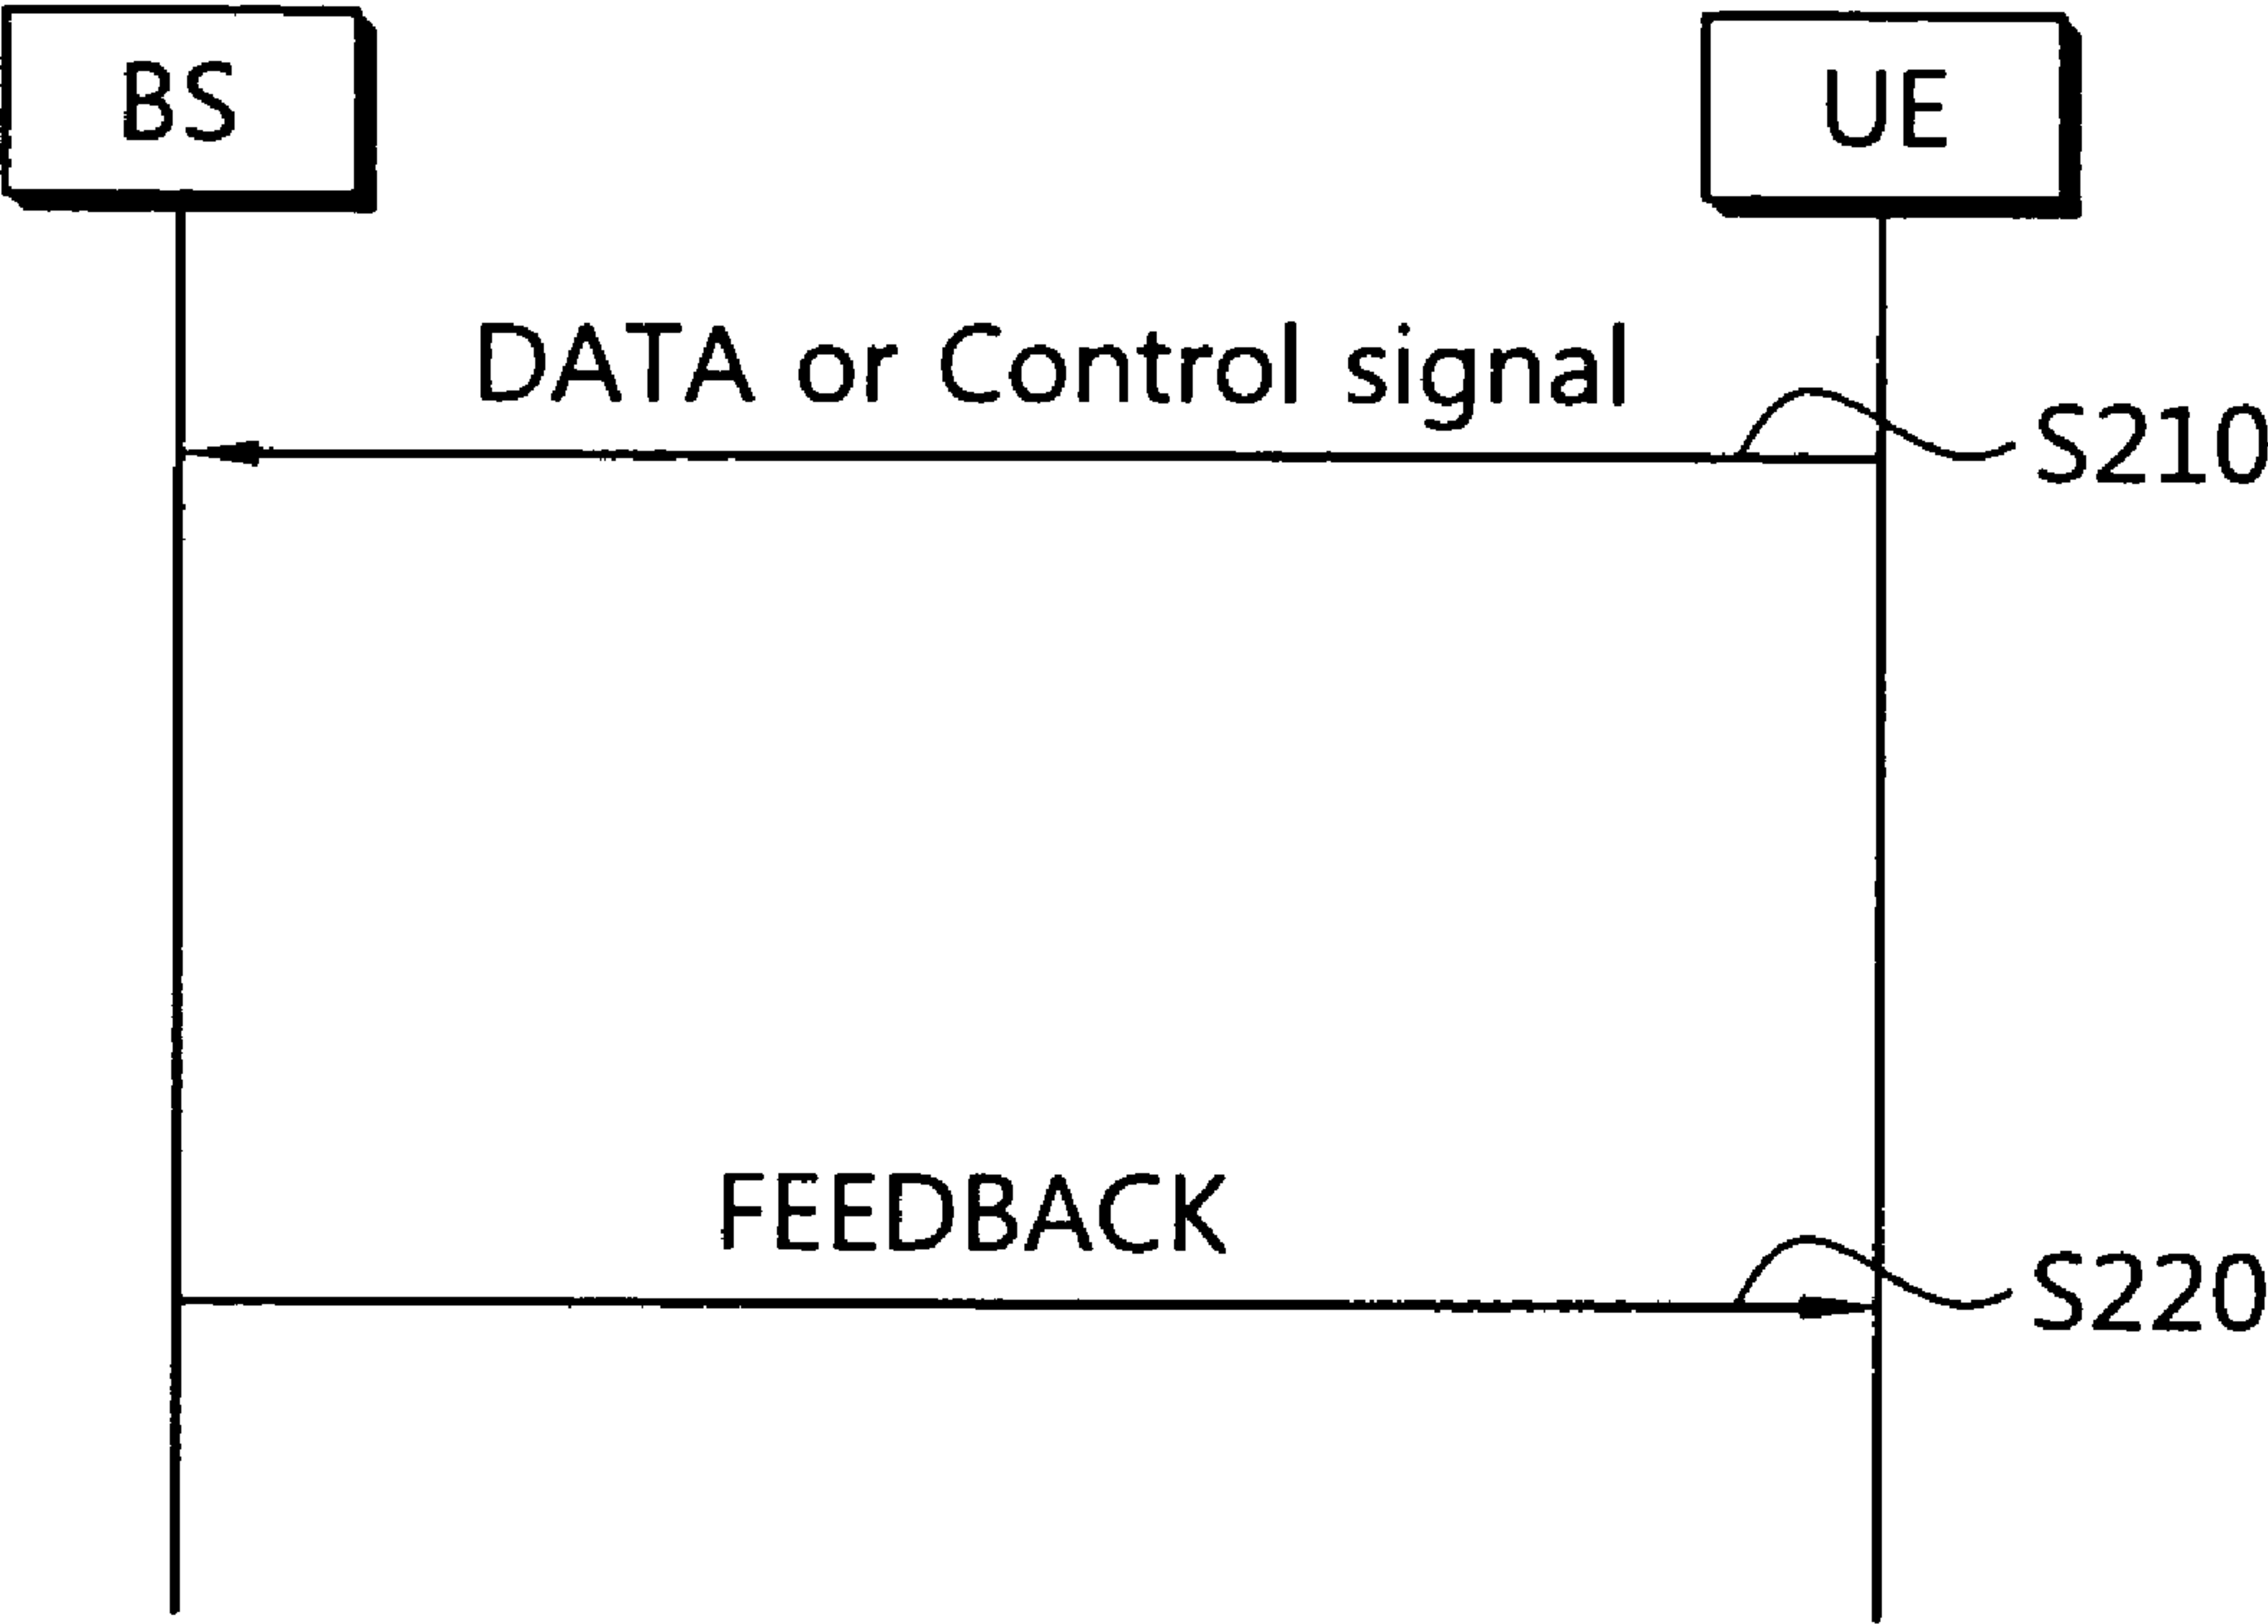 BS
UE
DATA or Control signal
S210
FEEDBACK
S220